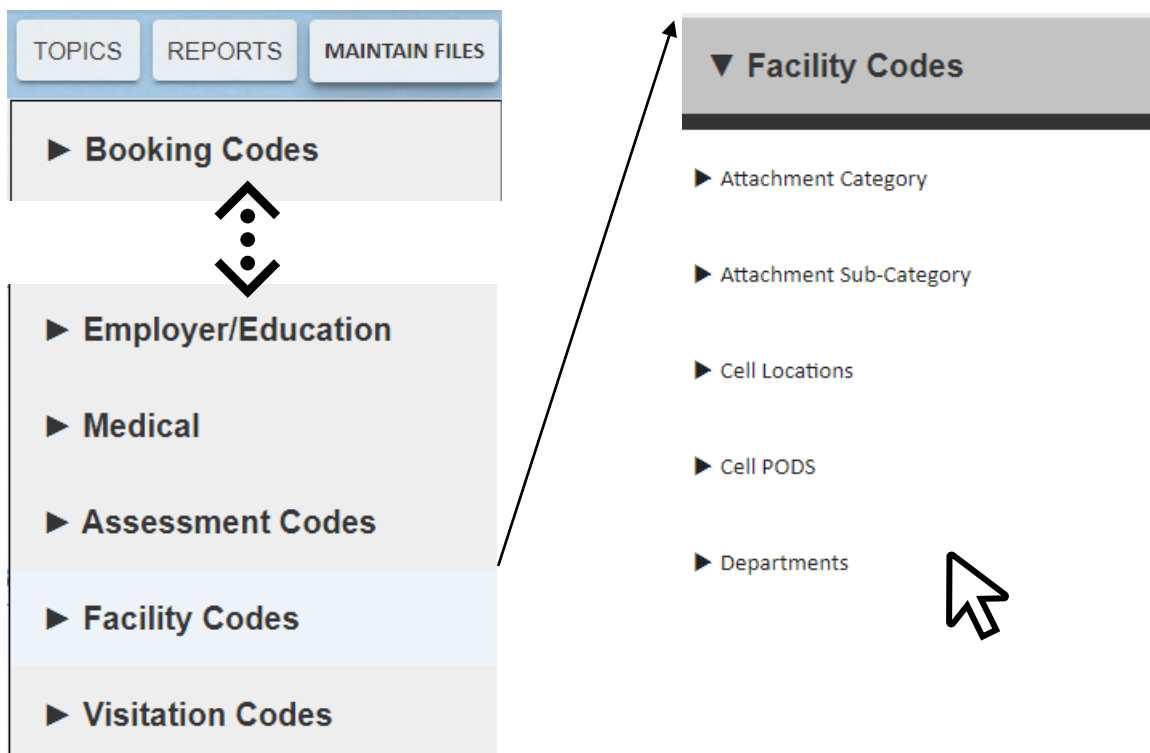 TOPICS REPORTS MAINTAIN FILES
► Booking Codes
► Employer/Education
► Medical
► Assessment Codes
► Facility Codes
► Visitation Codes
▼ Facility Codes
► Attachment Category
► Attachment Sub-Category
► Cell Locations
► Cell PODS
► Departments